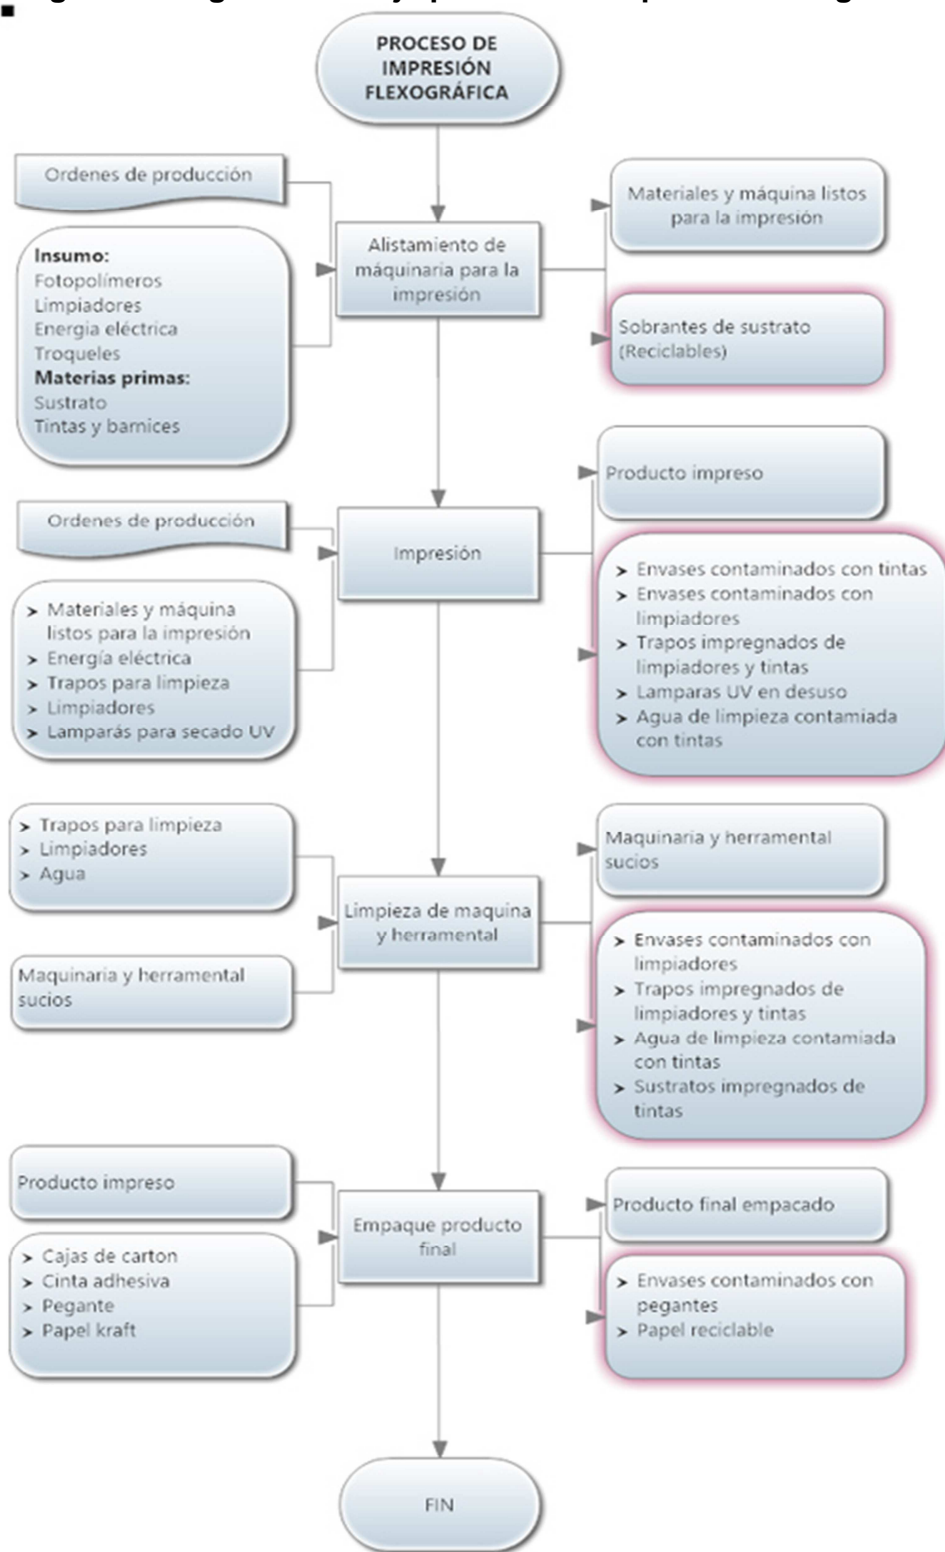 PROCESO DE
IMPRESIÓN
FLEXOGRÁFICA
Ordenes de producción
Insumo:
Fotopolímeros
Limpiadores
Energia eléctrica
Troqueles
Materias primas:
Sustrato
Tintas y barnices
Alistamiento de
máquinaria para la
impresión
Materiales y máquina listos
para la impresión
Sobrantes de sustrato
(Reciclables)
Ordenes de producción
➤ Materiales y máquina
listos para la impresión
➤ Energía eléctrica
➤ Trapos para limpieza
➤ Limpiadores
➤ Lamparás para secado UV
Impresión
Producto impreso
➤ Envases contaminados con tintas
➤ Envases contaminados con
limpiadores
➤ Trapos impregnados de
limpiadores y tintas
➤ Lamparas UV en desuso
➤ Agua de limpieza contamiada
con tintas
➤ Trapos para limpieza
➤ Limpiadores
➤ Agua
Maquinaria y herramental
sucios
Limpieza de maquina
y herramental
Maquinaria y herramental
sucios
➤ Envases contaminados con
limpiadores
➤ Trapos impregnados de
limpiadores y tintas
➤ Agua de limpieza contamiada
con tintas
➤ Sustratos impregnados de
tintas
Producto impreso
➤ Cajas de carton
➤ Cinta adhesiva
➤ Pegante
➤ Papel kraft
Empaque producto
final
Producto final empacado
➤ Envases contaminados con
pegantes
➤ Papel reciclable
FIN